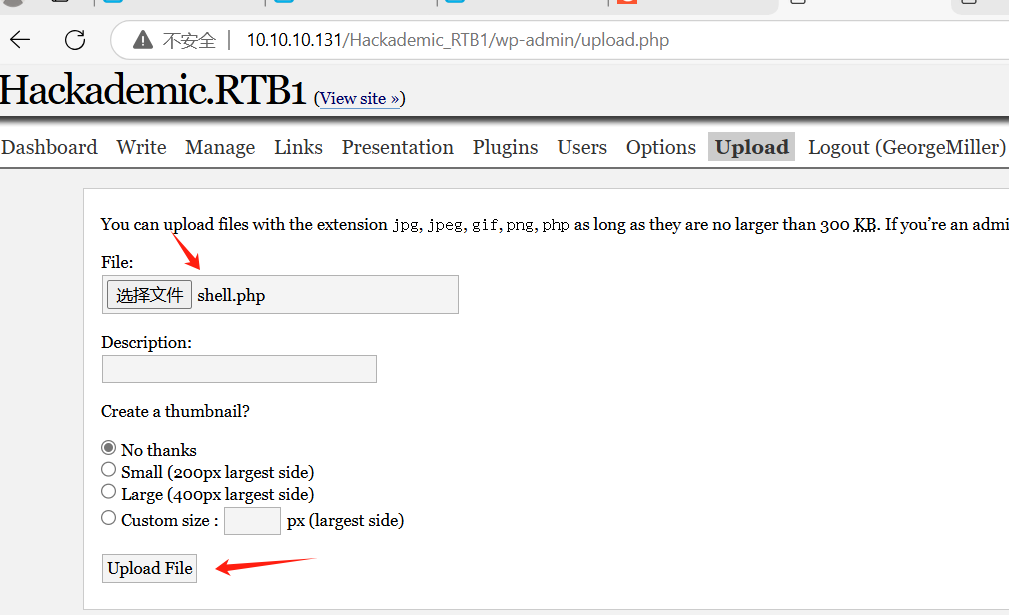 不安全 | 10.10.10.131/Hackademic_RTB1/wp-admin/upload.php
Hackademic.RTB1 (View site »)
Dashboard Write Manage Links Presentation Plugins Users Options Upload Logout (GeorgeMiller)
You can upload files with the extension jpg, jpeg, gif, png, php as long as they are no larger than 300 KB. If you’re an admi
File:
选择文件 shell.php
Description:
Create a thumbnail?
No thanks
Small (200px largest side)
Large (400px largest side)
Custom size : px (largest side)
Upload File